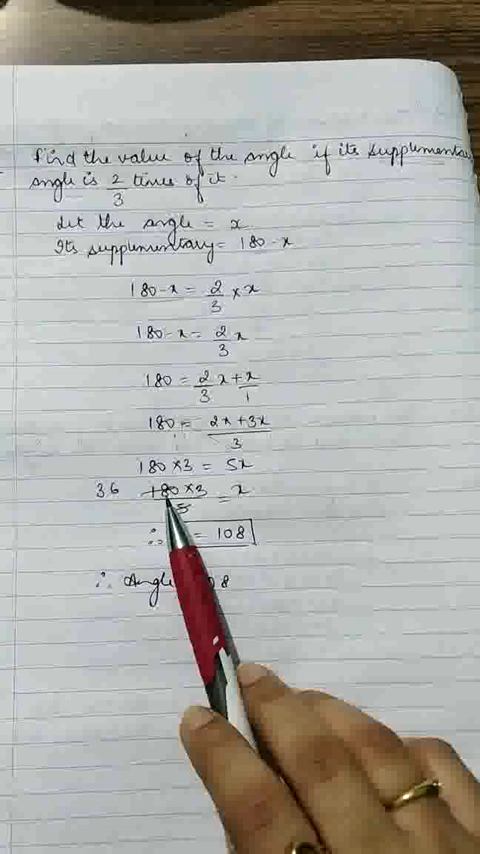 Find the value of the angle if its supplementary
angle is 2/3 times of it.
Let the angle = x
Its supplementary = 180 - x
180 - x = 2/3 × x
180 - x = 2/3 x
180 = 2/3 x + x/1
180 = 2x + 3x / 3
180 × 3 = 5x
36 180 × 3 / 5 = x
∴ = 108
∴ Angle 08